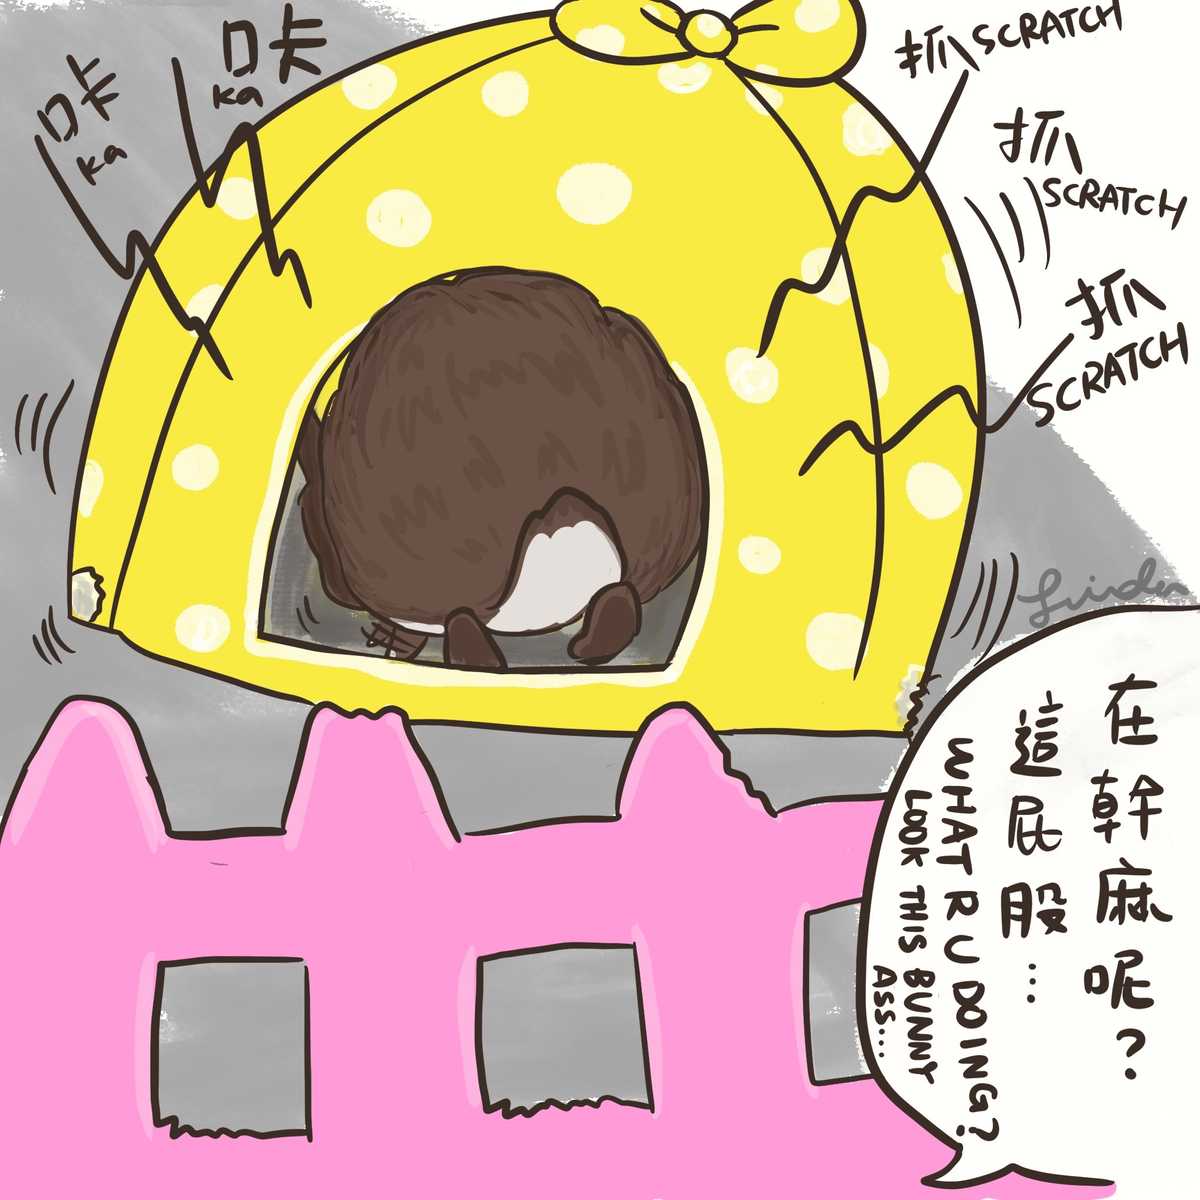 咔
ka
咔
ka
抓 SCRATCH
抓
SCRATCH
抓
SCRATCH
在幹麻呢?
這屁股...
WHAT R U DOING?
LOOK THIS BUNNY
ASS...